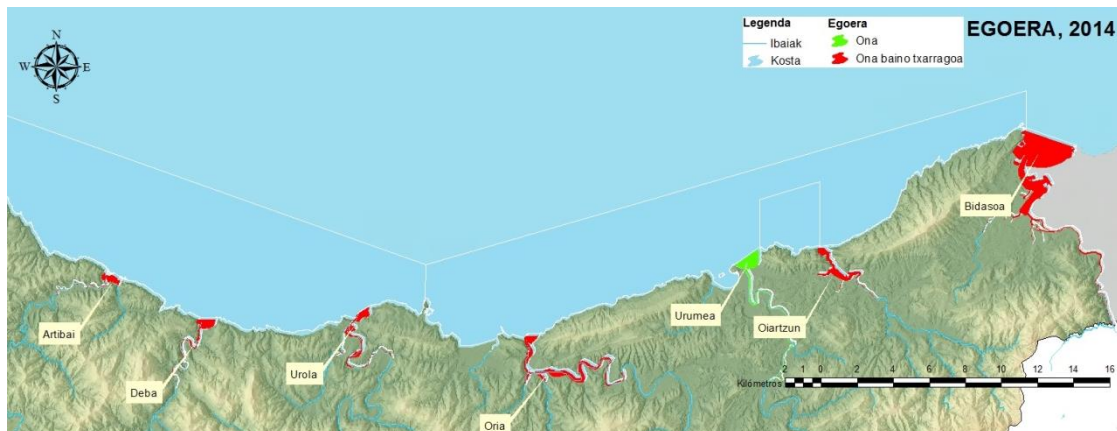 Legenda
Ibaiak
Kosta
Egoera
Ona
Ona baino txarragoa
EGOERA, 2014
N
W E
S
Bidasoa
Urumea
Oiartzun
Artibai
Deba
Urola
Oria
2 1 0 2 4 6 8 10 12 14 16
Kilómetros